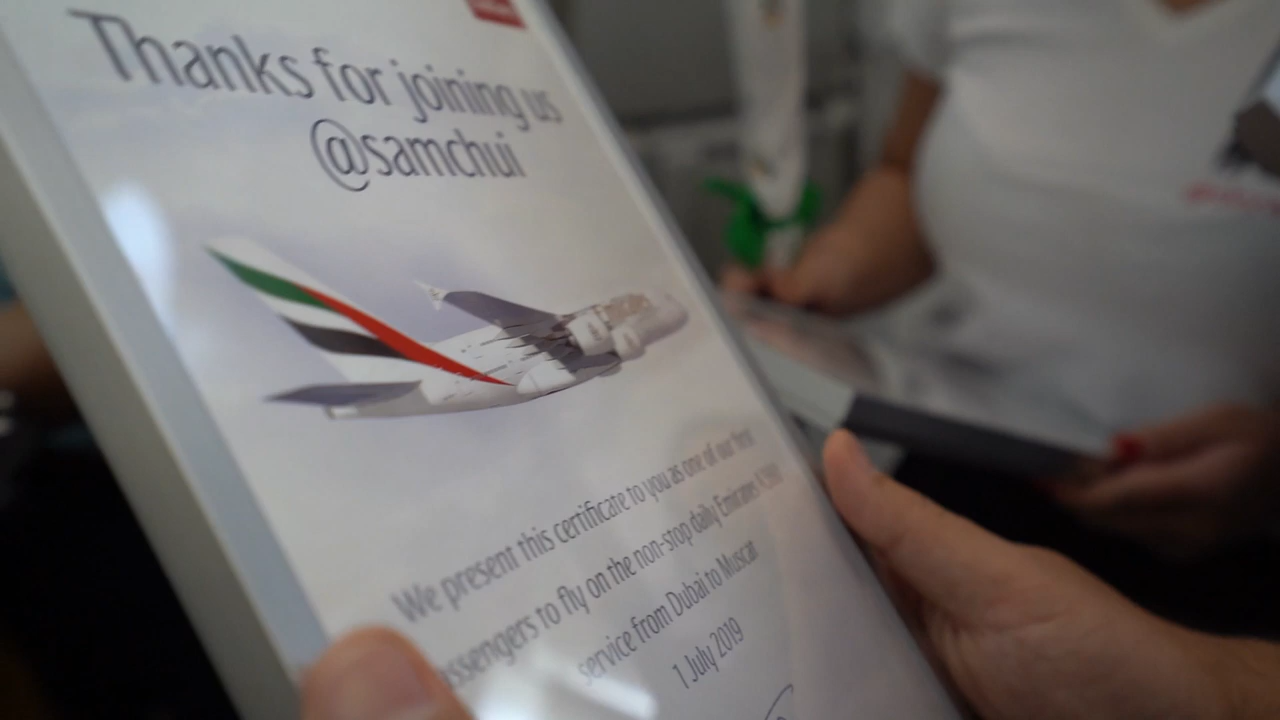 Thanks for joining us
@samchui
We present this certificate to you as one of our first
passengers to fly on the non-stop daily Emirates A380
service from Dubai to Muscat
1 July 2019